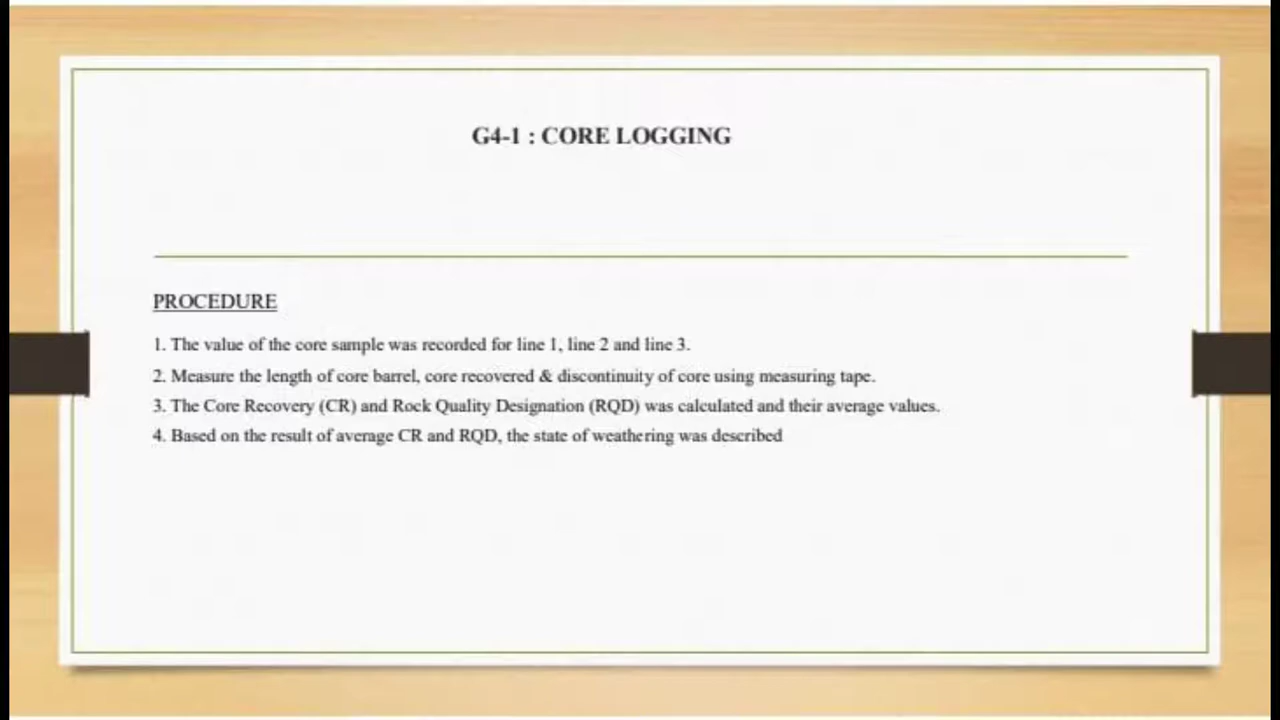 G4-1 : CORE LOGGING
PROCEDURE
1. The value of the core sample was recorded for line 1, line 2 and line 3.
2. Measure the length of core barrel, core recovered & discontinuity of core using measuring tape.
3. The Core Recovery (CR) and Rock Quality Designation (RQD) was calculated and their average values.
4. Based on the result of average CR and RQD, the state of weathering was described